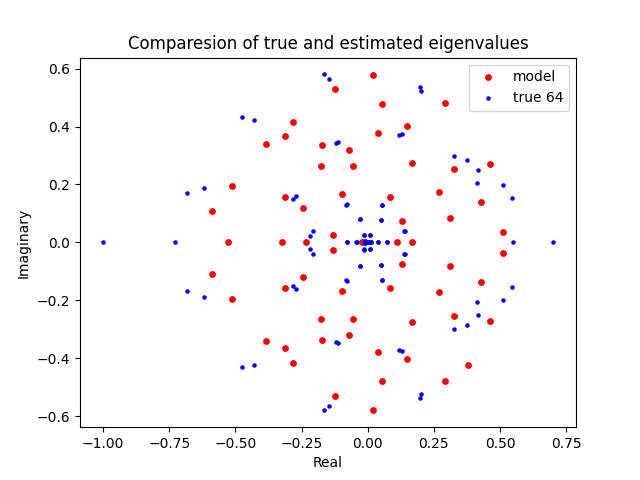 Comparesion of true and estimated eigenvalues
model
true 64
0.6
0.4
0.2
0.0
−0.2
−0.4
−0.6
Imaginary
−1.00 −0.75 −0.50 −0.25 0.00 0.25 0.50 0.75
Real